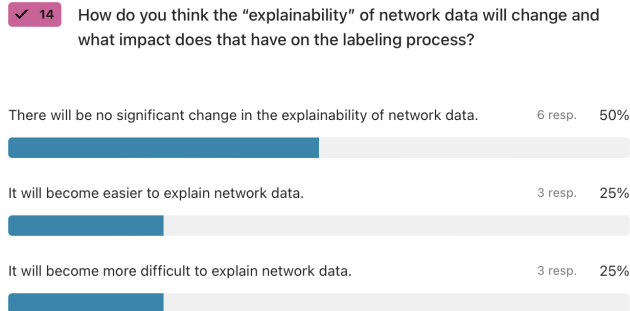 14
How do you think the “explainability” of network data will change and
what impact does that have on the labeling process?
There will be no significant change in the explainability of network data. 6 resp. 50%
It will become easier to explain network data. 3 resp. 25%
It will become more difficult to explain network data. 3 resp. 25%